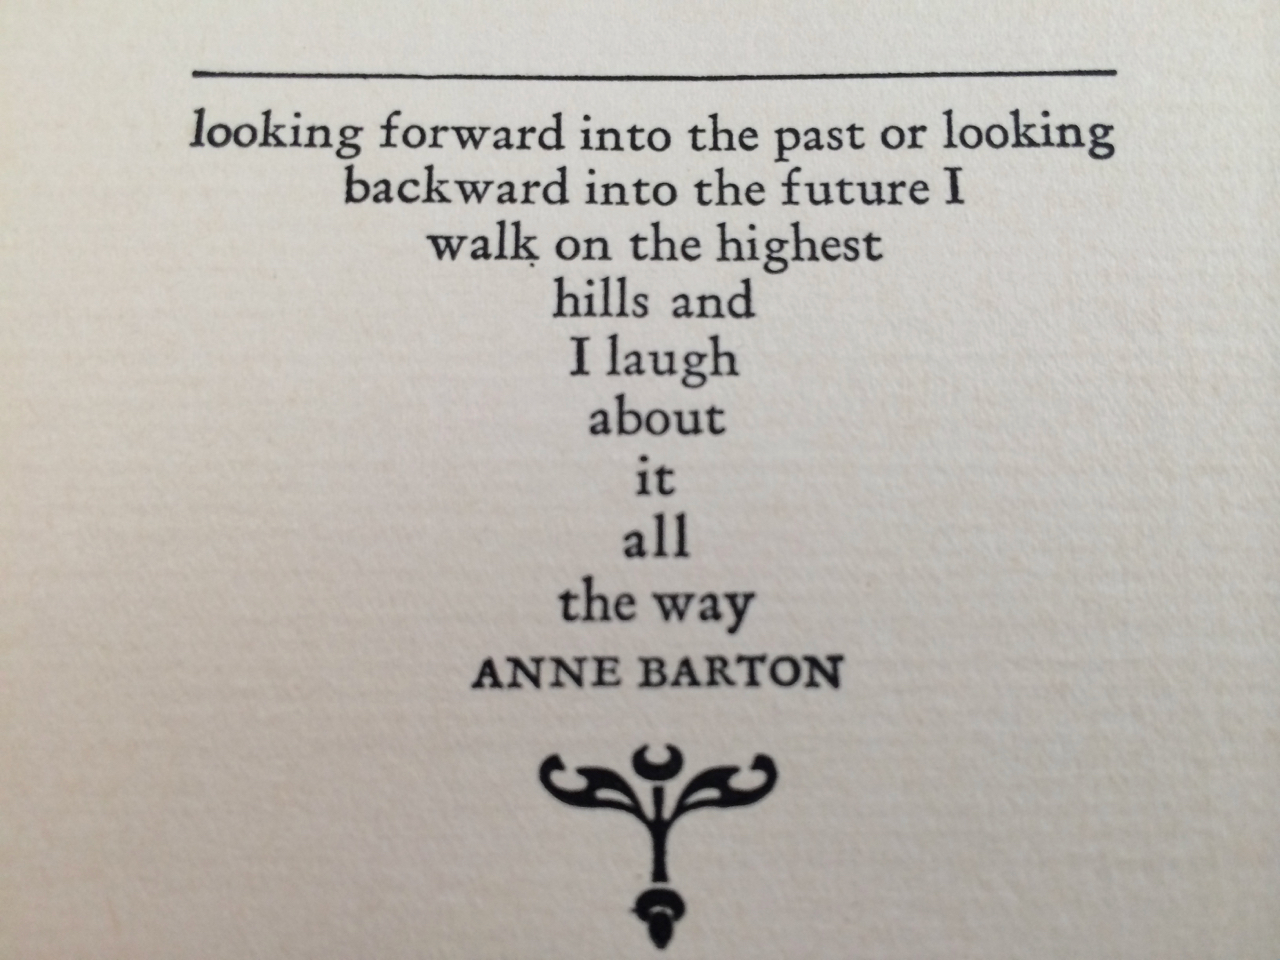 looking forward into the past or looking
backward into the future I
walk on the highest
hills and
I laugh
about
it
all
the way
ANNE BARTON